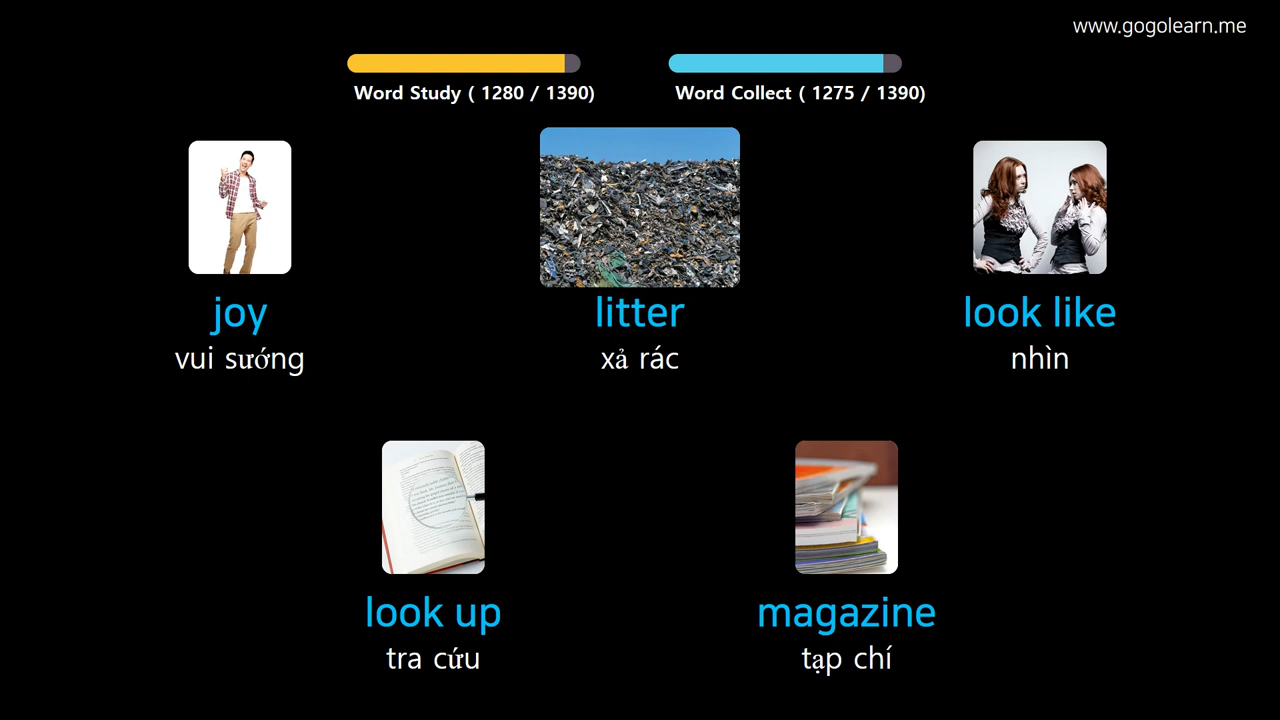 www.gogolearn.me
Word Study ( 1280 / 1390)
Word Collect ( 1275 / 1390)
joy
vui sướng
litter
xả rác
look like
nhìn
look up
tra cứu
magazine
tạp chí